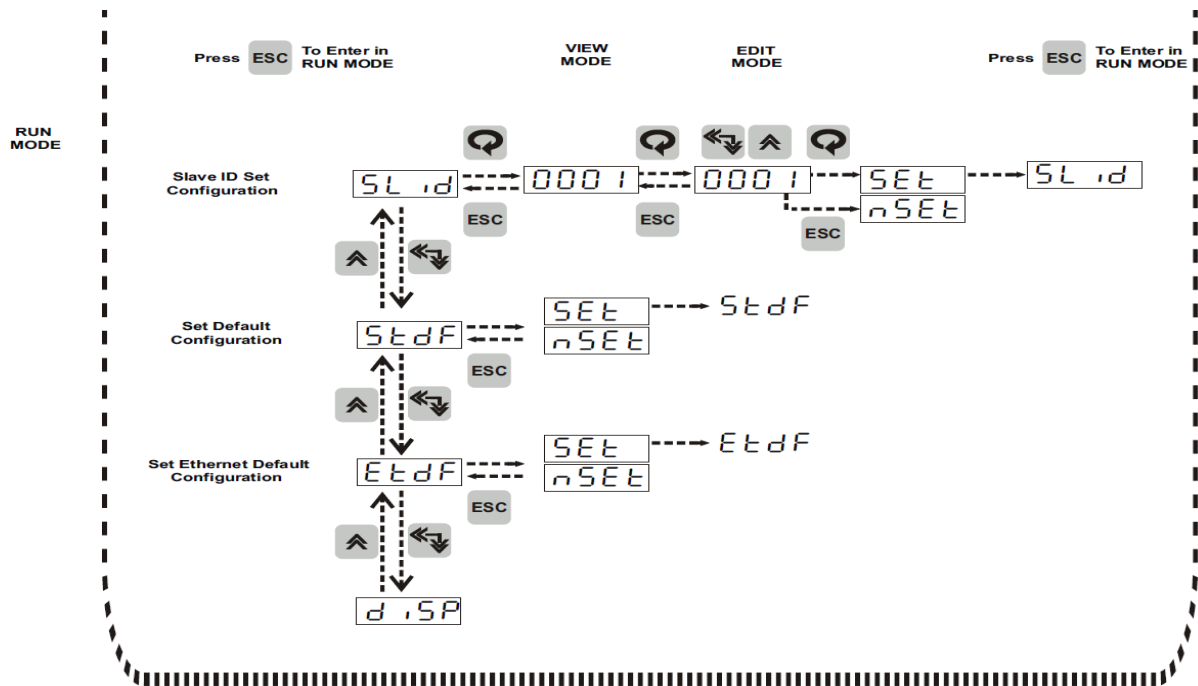 Press ESC To Enter in
RUN MODE
VIEW
MODE
EDIT
MODE
Press ESC To Enter in
RUN MODE
RUN
MODE
Slave ID Set
Configuration
SL id
0001
0001
SEt
SL id
nSEt
ESC
ESC
ESC
Set Default
Configuration
StdF
SEt
StdF
nSEt
ESC
Set Ethernet Default
Configuration
EtdF
SEt
EtdF
nSEt
ESC
diSP